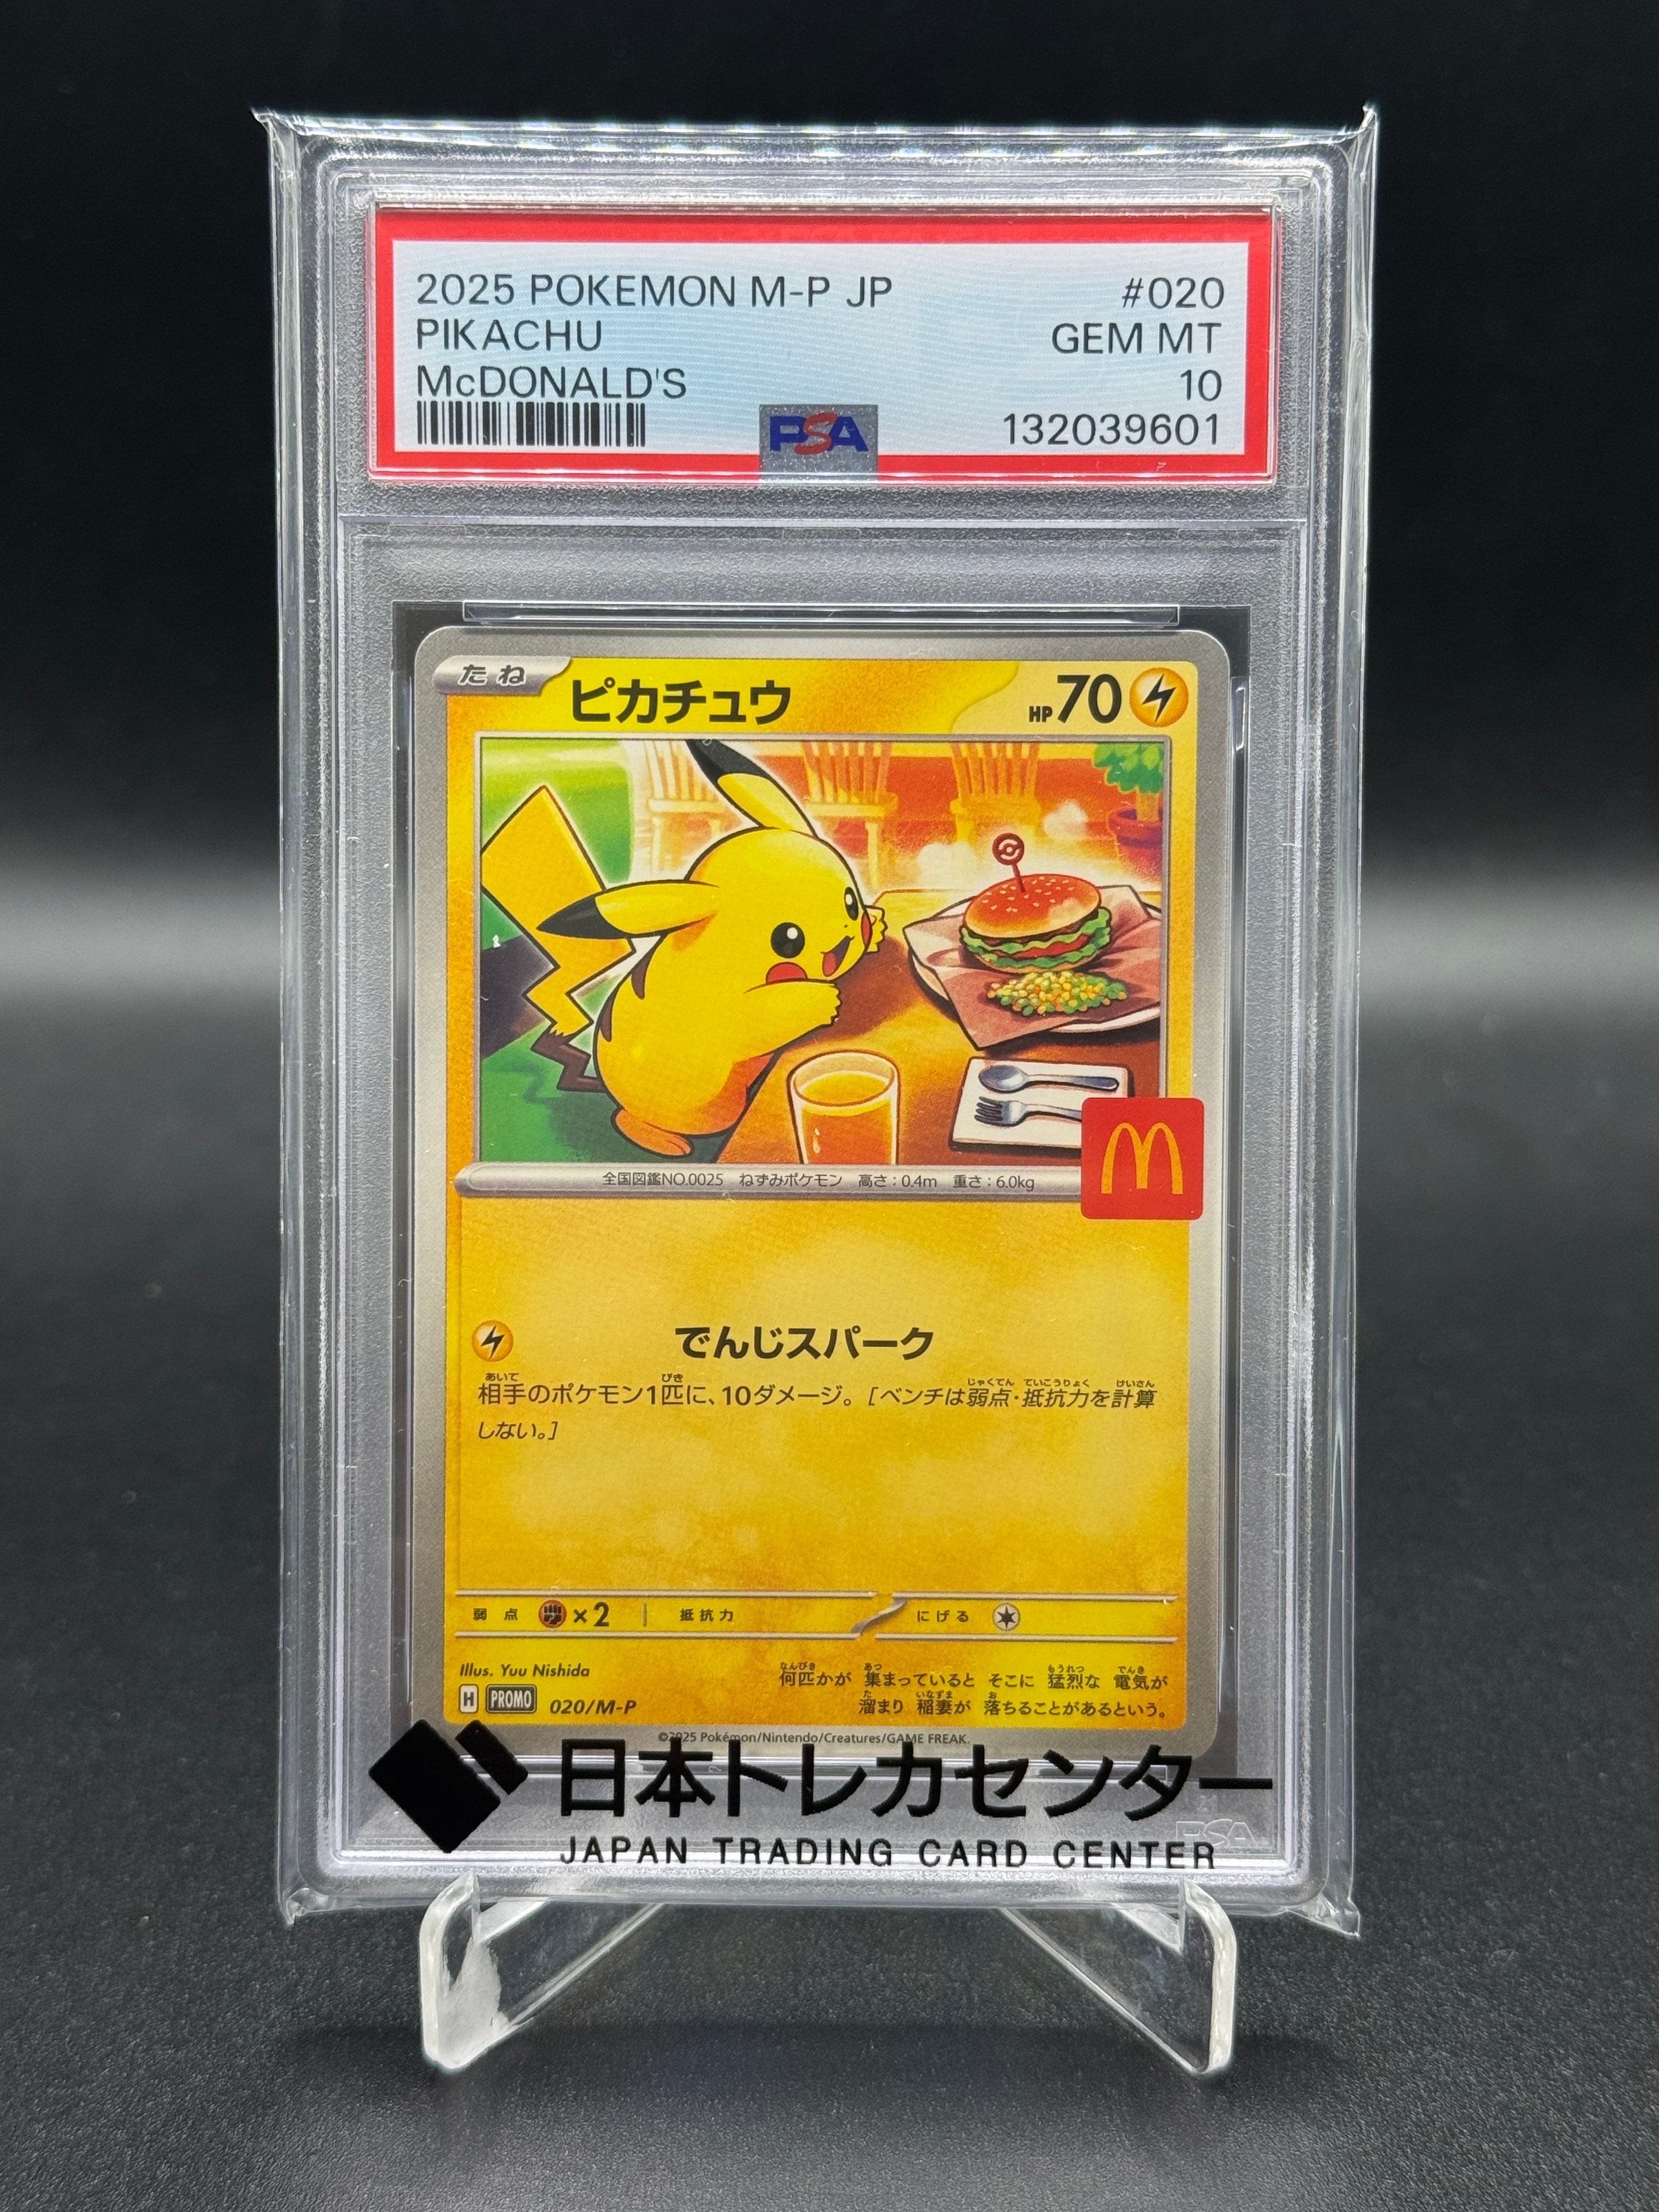 2025 POKEMON M-P JP #020
PIKACHU GEM MT
McDONALD'S 10
PSA 132039601
たね ピカチュウ HP70
全国図鑑NO.0025 ねずみポケモン 高さ：0.4m 重さ：6.0kg
でんじスパーク
相手のポケモン1匹に、10ダメージ。［ベンチは弱点・抵抗力を計算
しない。］
弱点 ×2 抵抗力 にげる
Illus. Yuu Nishida
何匹かが 集まっていると そこに 猛烈な 電気が
溜まり 稲妻が 落ちることがあるという。
H PROMO 020/M-P
©2025 Pokémon/Nintendo/Creatures/GAME FREAK.
日本トレカセンター
JAPAN TRADING CARD CENTER
PSA